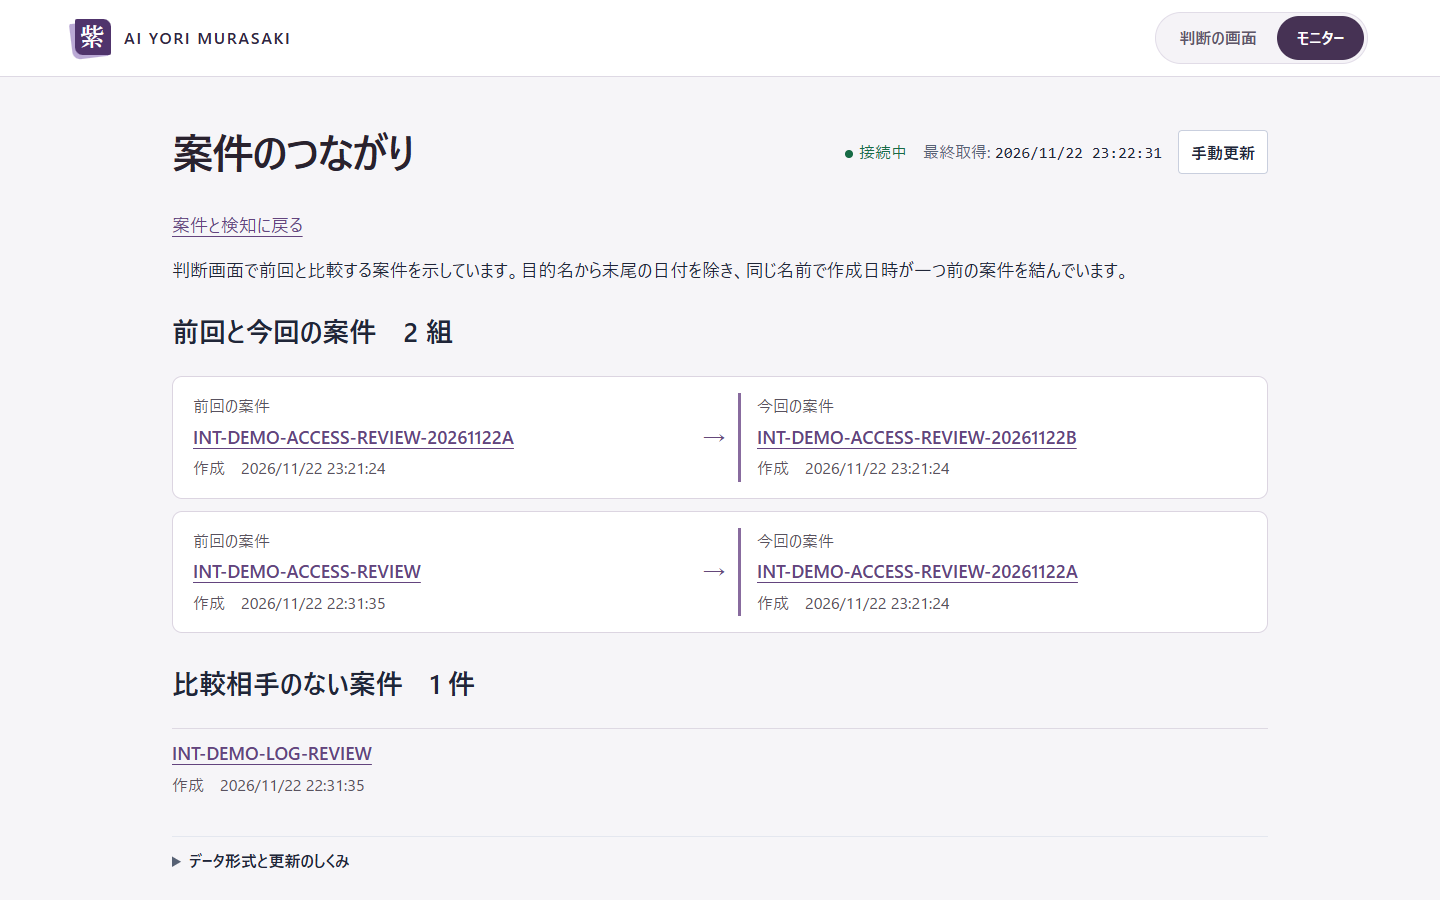 紫 AI YORI MURASAKI
判断の画面 モニター
案件のつながり
接続中 最終取得: 2026/11/22 23:22:31 手動更新
案件と検知に戻る
判断画面で前回と比較する案件を示しています。目的名から末尾の日付を除き、同じ名前で作成日時が一つ前の案件を結んでいます。
前回と今回の案件 2 組
前回の案件
INT-DEMO-ACCESS-REVIEW-20261122A
作成 2026/11/22 23:21:24
→
今回の案件
INT-DEMO-ACCESS-REVIEW-20261122B
作成 2026/11/22 23:21:24
前回の案件
INT-DEMO-ACCESS-REVIEW
作成 2026/11/22 22:31:35
→
今回の案件
INT-DEMO-ACCESS-REVIEW-20261122A
作成 2026/11/22 23:21:24
比較相手のない案件 1 件
INT-DEMO-LOG-REVIEW
作成 2026/11/22 22:31:35
データ形式と更新のしくみ